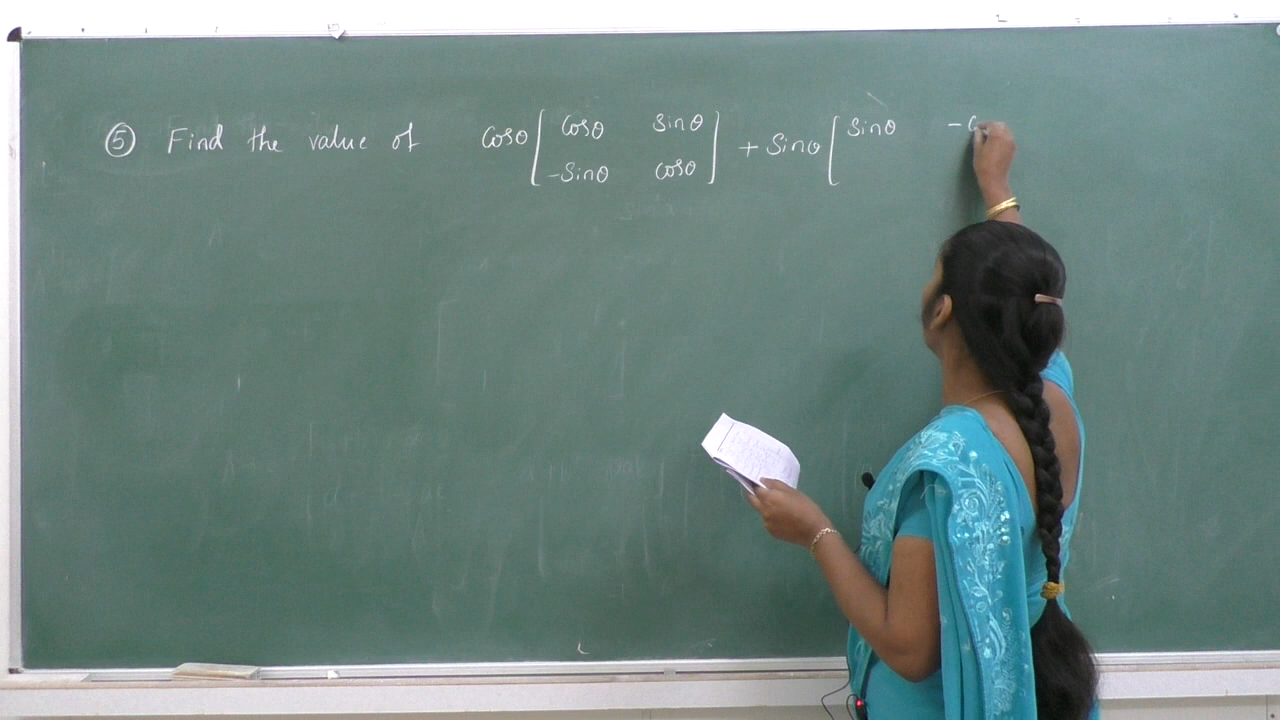 ⑤ Find the value of cosθ [ cosθ sinθ + sinθ [ sinθ -c
-sinθ cosθ ]